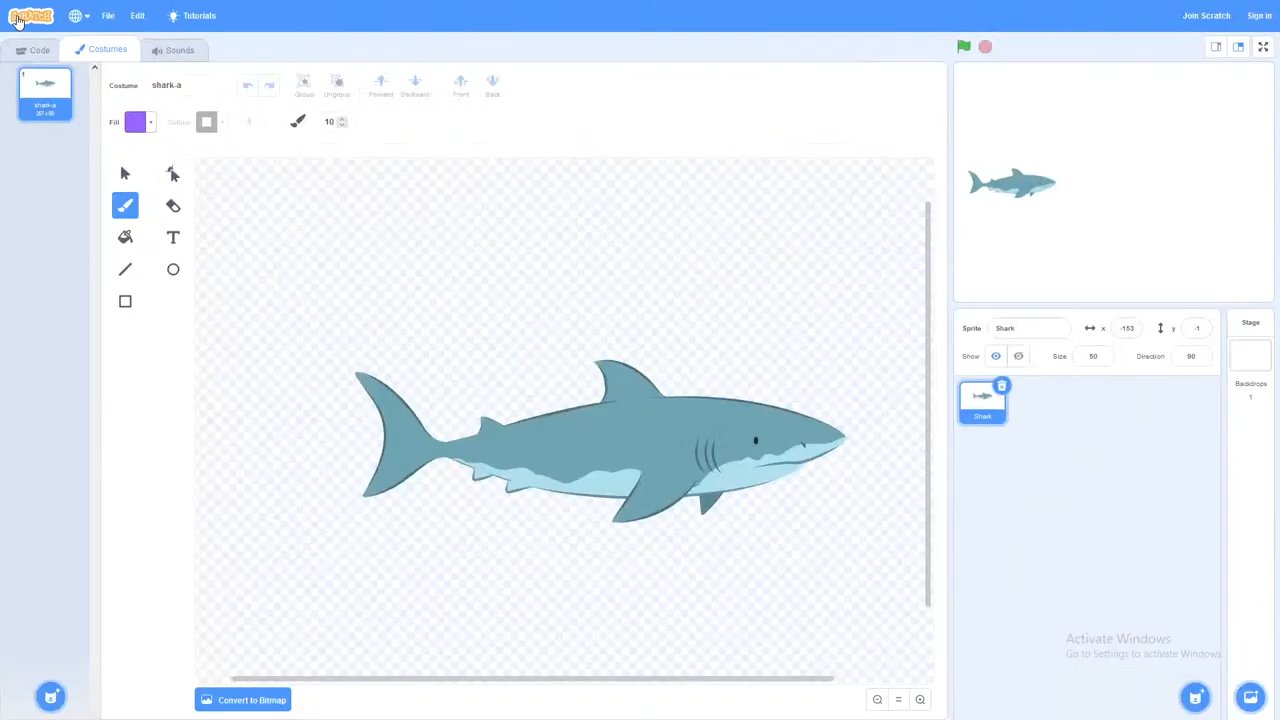 SCRATCH File Edit Tutorials Join Scratch Sign in
Code Costumes Sounds
1
shark-a
Costume shark-a Group Ungroup Forward Backward Front Back
Fill Outline 10
Convert to Bitmap
Sprite Shark x -153 y -1
Show Size 50 Direction 90
Shark
Stage
Backdrops
1
Activate Windows
Go to Settings to activate Windows.